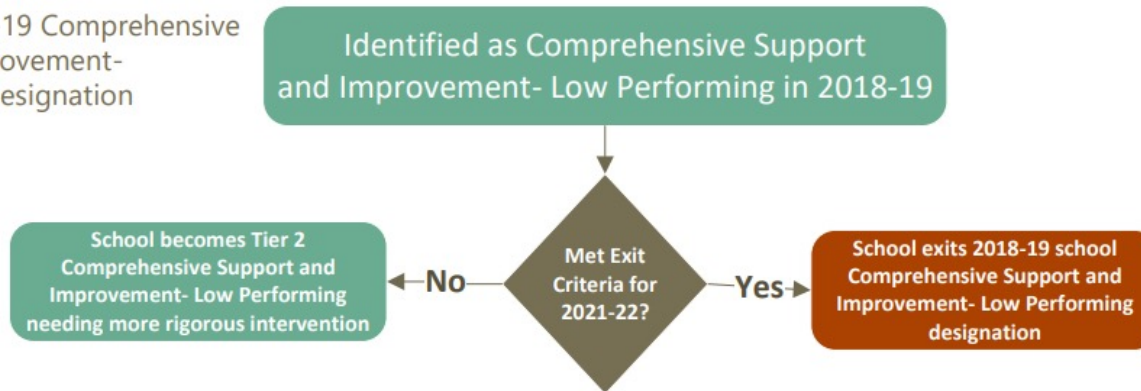 19 Comprehensive
ovement-
esignation
Identified as Comprehensive Support
and Improvement- Low Performing in 2018-19
School becomes Tier 2
Comprehensive Support and
Improvement- Low Performing
needing more rigorous intervention
No
Met Exit
Criteria for
2021-22?
Yes
School exits 2018-19 school
Comprehensive Support and
Improvement- Low Performing
designation